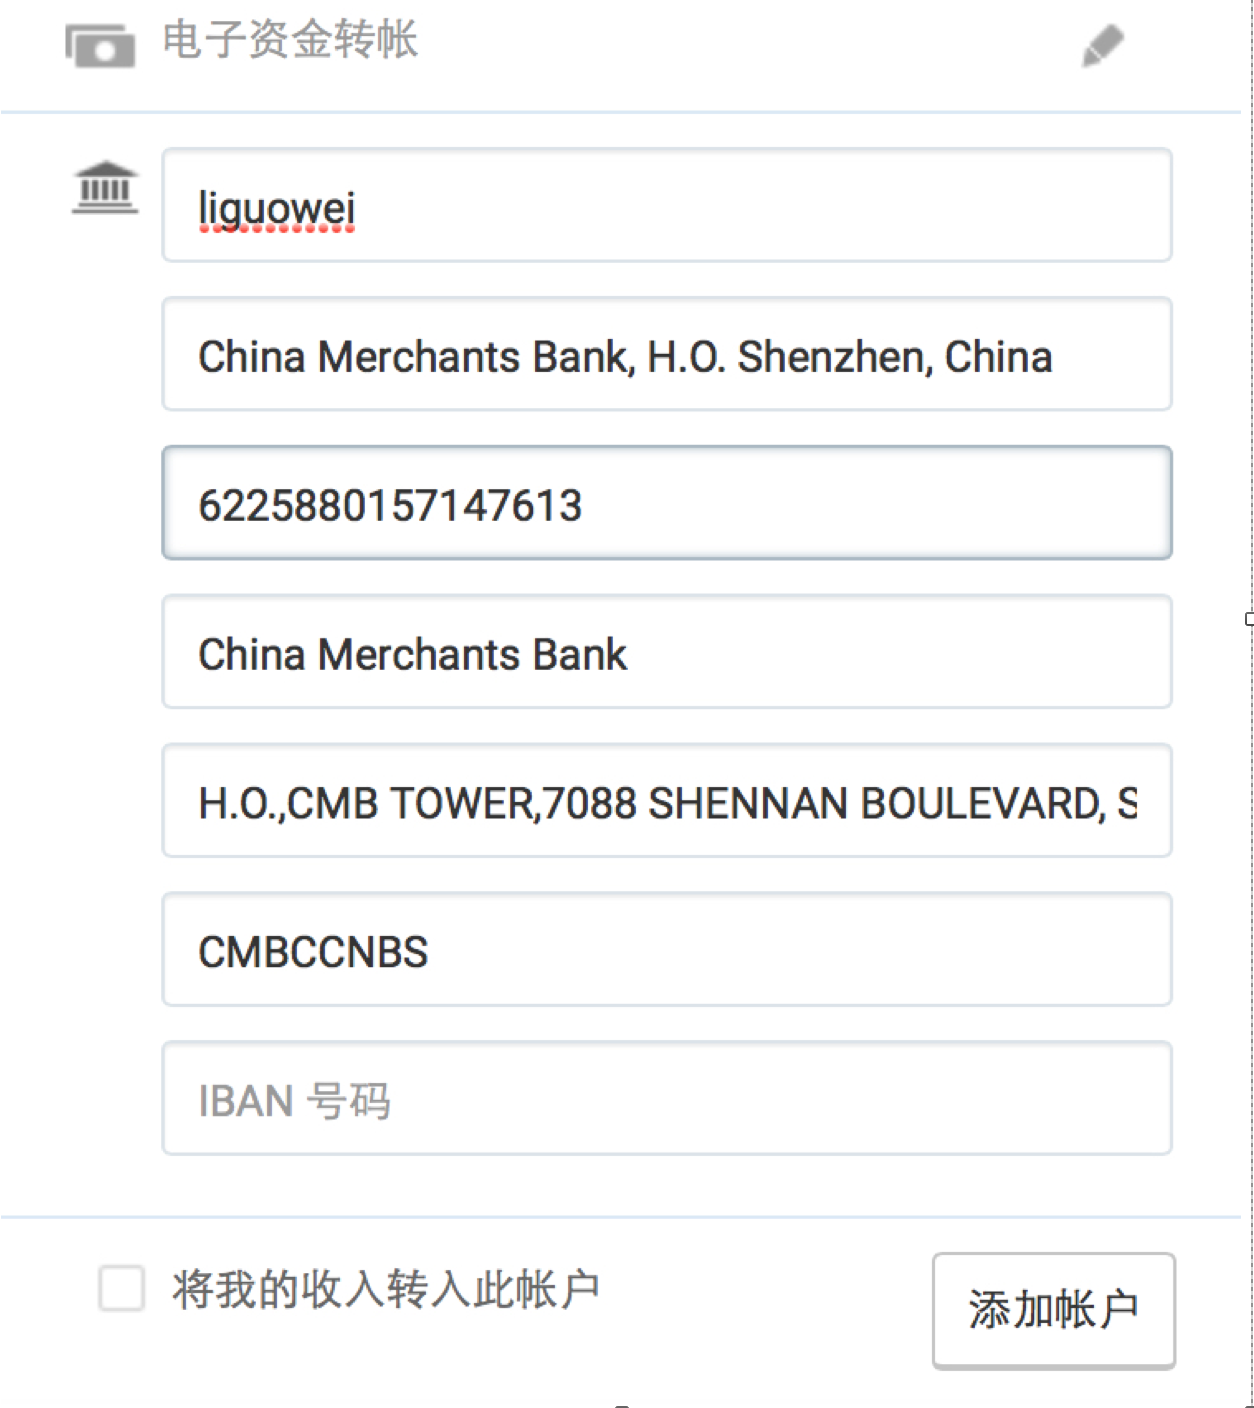 电子资金转帐
liguowei
China Merchants Bank, H.O. Shenzhen, China
6225880157147613
China Merchants Bank
H.O.,CMB TOWER,7088 SHENNAN BOULEVARD, S
CMBCCNBS
IBAN 号码
将我的收入转入此帐户
添加帐户